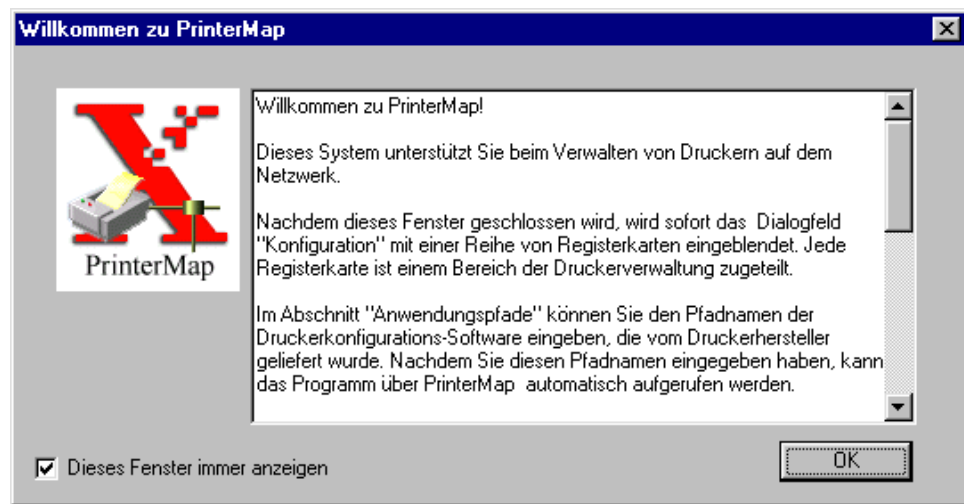 Willkommen zu PrinterMap
Willkommen zu PrinterMap!
Dieses System unterstützt Sie beim Verwalten von Druckern auf dem
Netzwerk.
Nachdem dieses Fenster geschlossen wird, wird sofort das  Dialogfeld
"Konfiguration" mit einer Reihe von Registerkarten eingeblendet. Jede
Registerkarte ist einem Bereich der Druckerverwaltung zugeteilt.
Im Abschnitt "Anwendungspfade" können Sie den Pfadnamen der
Druckerkonfigurations-Software eingeben, die vom Druckerhersteller
geliefert wurde. Nachdem Sie diesen Pfadnamen eingegeben haben, kann
das Programm über PrinterMap  automatisch aufgerufen werden.
X
PrinterMap
Dieses Fenster immer anzeigen
OK